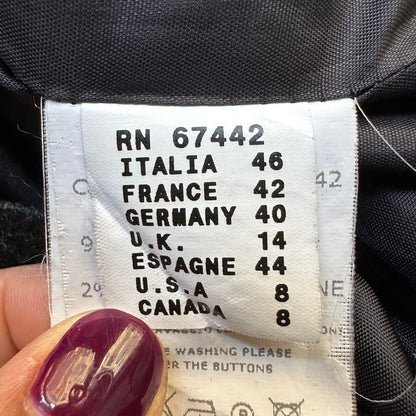 RN 67442
ITALIA 46
FRANCE 42
GERMANY 40
U.K. 14
ESPAGNE 44
U.S.A 8
CANADA 8
WASHING PLEASE
THE BUTTONS